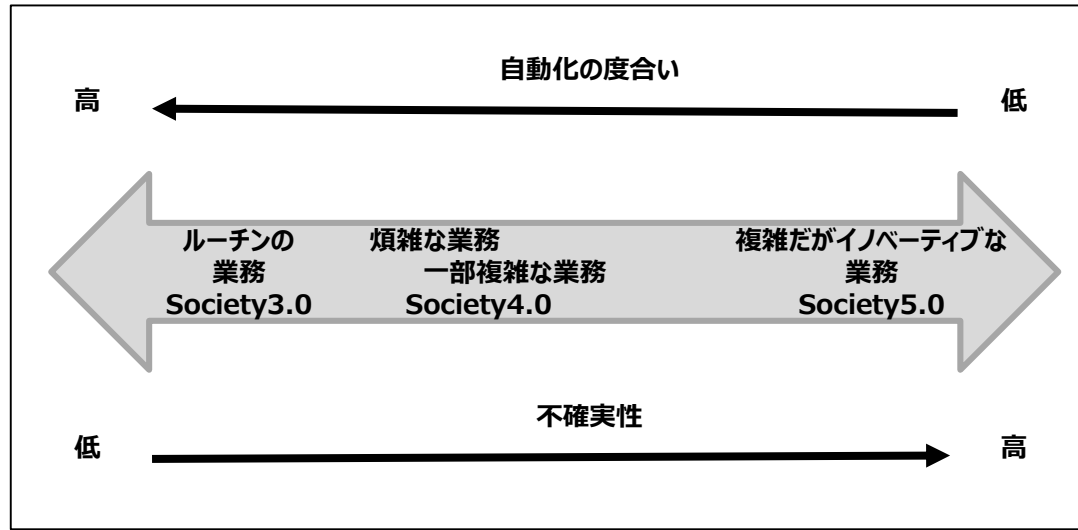 自動化の度合い
高
低
ルーチンの
業務
Society3.0
煩雑な業務
一部複雑な業務
Society4.0
複雑だがイノベーティブな
業務
Society5.0
不確実性
低
高